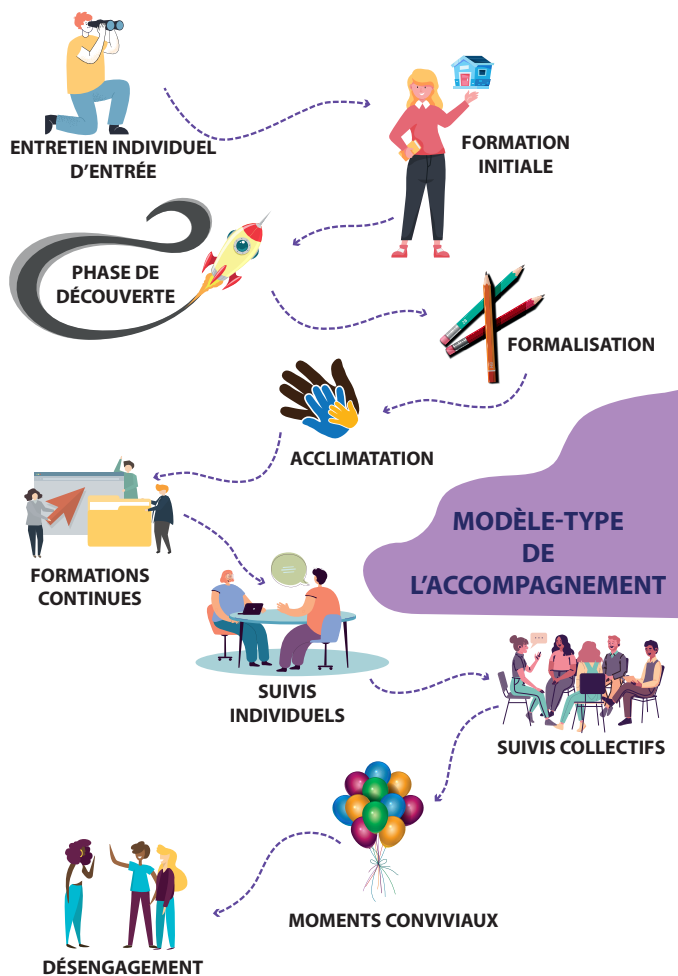 ENTRETIEN INDIVIDUEL
D’ENTRÉE
FORMATION
INITIALE
PHASE DE
DÉCOUVERTE
FORMALISATION
ACCLIMATATION
MODÈLE-TYPE
DE
L’ACCOMPAGNEMENT
FORMATIONS
CONTINUES
SUIVIS
INDIVIDUELS
SUIVIS COLLECTIFS
MOMENTS CONVIVIAUX
DÉSENGAGEMENT